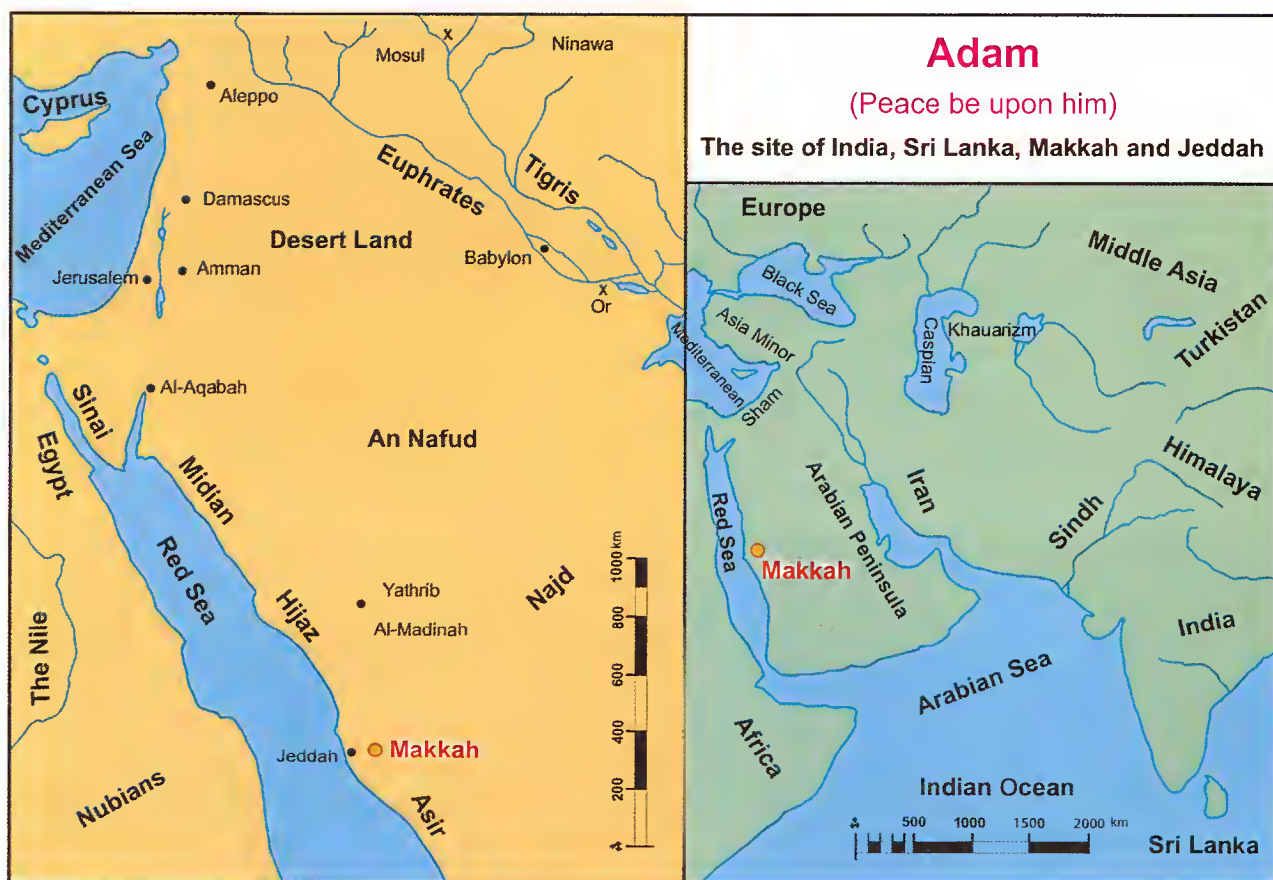 Adam
(Peace be upon him)
The site of India, Sri Lanka, Makkah and Jeddah
Mosul
x
Ninawa
Cyprus
Aleppo
Mediterranean Sea
Euphrates
Tigris
Damascus
Desert Land
Babylon
Jerusalem
Amman
x
Or
Al-Aqabah
Sinai
Egypt
An Nafud
Midian
Red Sea
Hijaz
Yathrib
Al-Madinah
Najd
The Nile
Jeddah
Makkah
Nubians
Asir
1000 km
800
600
400
200
Europe
Middle Asia
Black Sea
Caspian
Khauarizm
Turkistan
Asia Minor
Mediterranean
Sham
Himalaya
Iran
Sindh
Red Sea
Arabian Peninsula
Makkah
India
Arabian Sea
Africa
Indian Ocean
500
1000
1500
2000 km
Sri Lanka